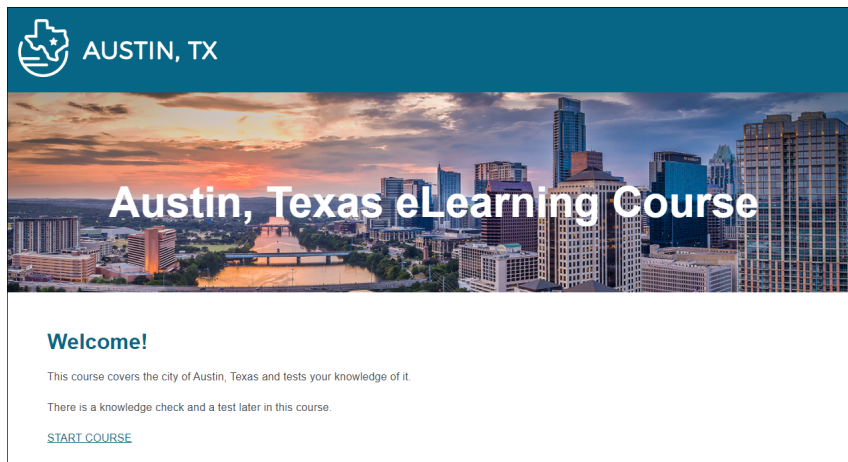 AUSTIN, TX
Austin, Texas eLearning Course
Welcome!
This course covers the city of Austin, Texas and tests your knowledge of it.
There is a knowledge check and a test later in this course.
START COURSE